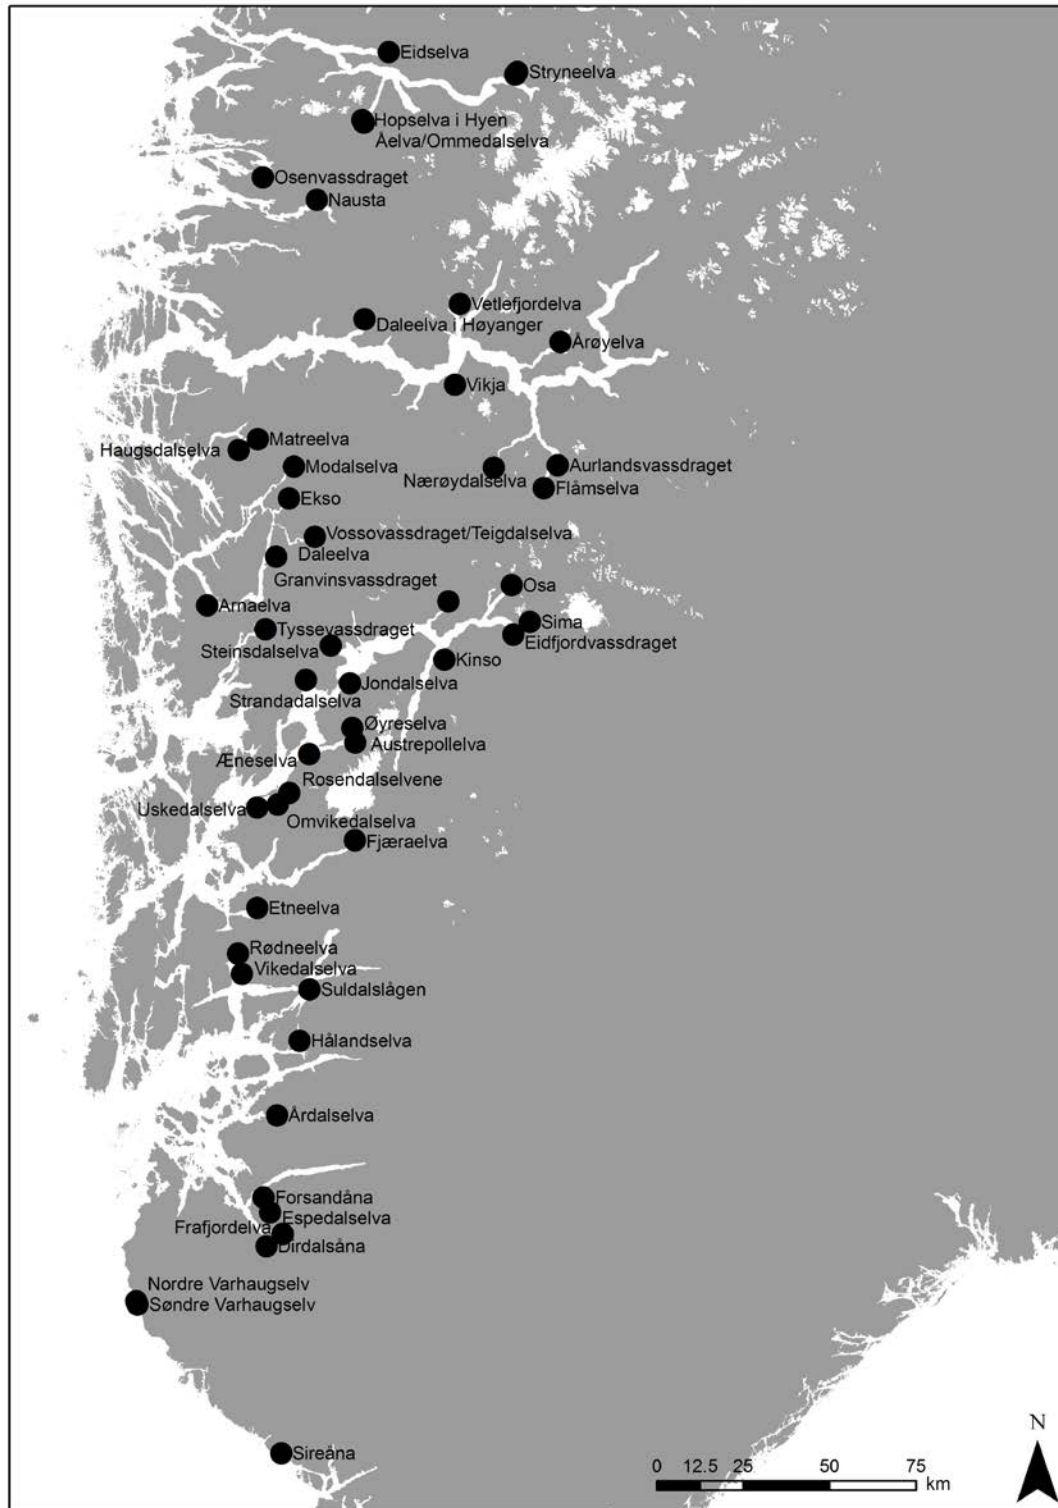 Eidselva
Stryneelva
Hopselva i Hyen
Åelva/Ommedalselva
Osenvassdraget
Nausta
Vetlefjordelva
Daleelva i Høyanger
Årøyelva
Vikja
Matreelva
Haugsdalselva
Modalselva
Aurlandsvassdraget
Nærøydalselva
Flåmselva
Ekso
Vossovassdraget/Teigdalselva
Daleelva
Granvinsvassdraget
Osa
Arnaelva
Sima
Tyssevassdraget
Eidfjordvassdraget
Steinsdalselva
Kinso
Jondalselva
Strandadalselva
Øyreselva
Austrepollelva
Æneselva
Rosendalselvene
Uskedalselva
Omvikedalselva
Fjæraelva
Etneelva
Rødneelva
Vikedalselva
Suldalslågen
Hålandselva
Årdalselva
Forsandåna
Espedalselva
Frafjordelva
Dirdalsåna
Nordre Varhaugselv
Søndre Varhaugselv
Sireåna
N
0 12.5 25 50 75
km